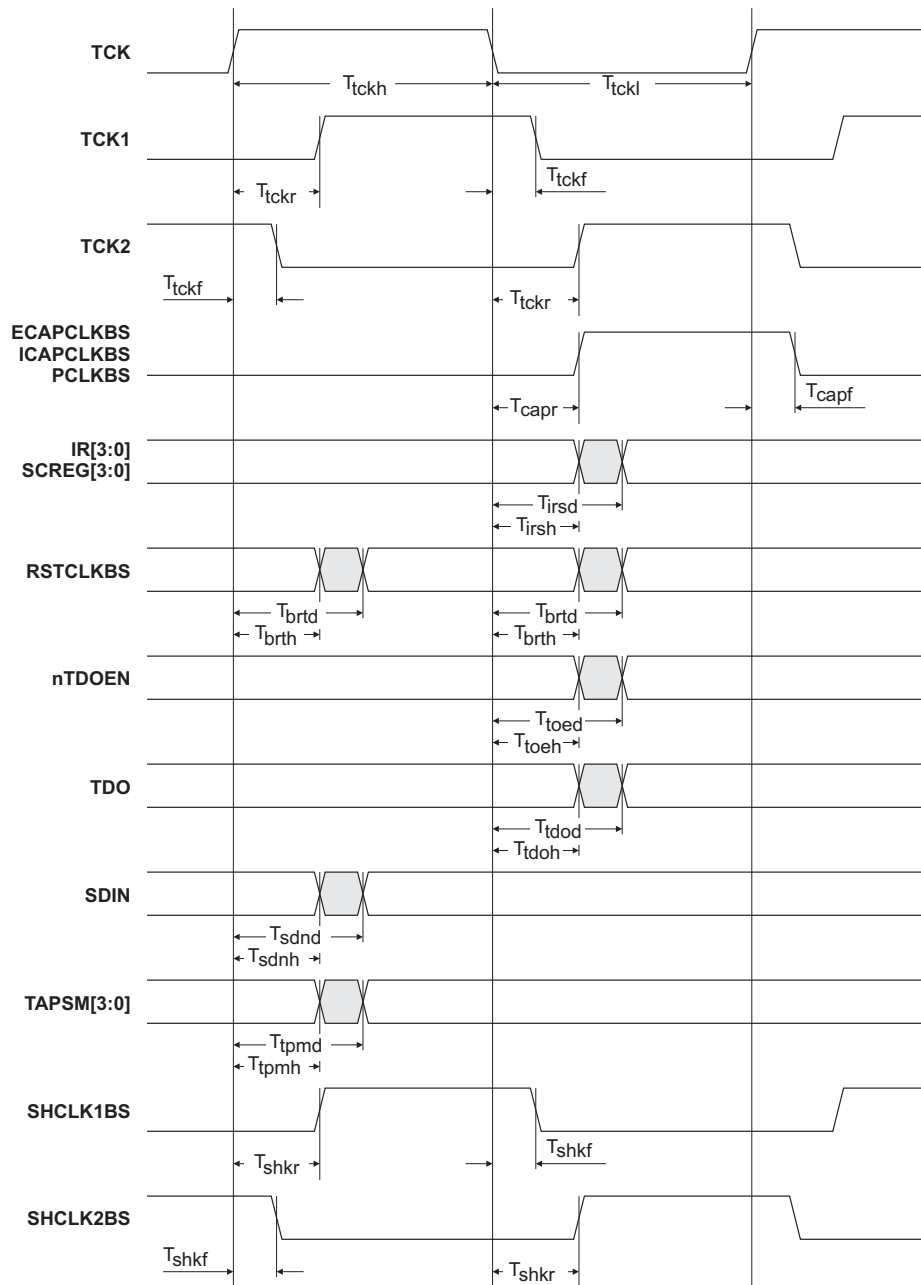 TCK
Ttckh
Ttckl
TCK1
Ttckr
Ttckf
TCK2
Ttckf
Ttckr
ECAPCLKBS
ICAPCLKBS
PCLKBS
Tcapr
Tcapf
IR[3:0]
SCREG[3:0]
Tirsd
Tirsh
RSTCLKBS
Tbrtd
Tbrtd
Tbrth
Tbrth
nTDOEN
Ttoed
Ttoeh
TDO
Ttdod
Ttdoh
SDIN
Tsdnd
Tsdnh
TAPSM[3:0]
Ttpmd
Ttpmh
SHCLK1BS
Tshkr
Tshkf
SHCLK2BS
Tshkf
Tshkr